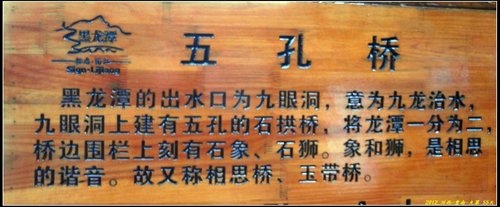 黑龙潭
Sign-Lijiang
五孔桥
黑龙潭的出水口为九眼洞，意为九龙治水，
九眼洞上建有五孔的石拱桥，将龙潭一分为二，
桥边围栏上刻有石象、石狮。象和狮，是相思
的谐音。故又称相思桥、玉带桥。